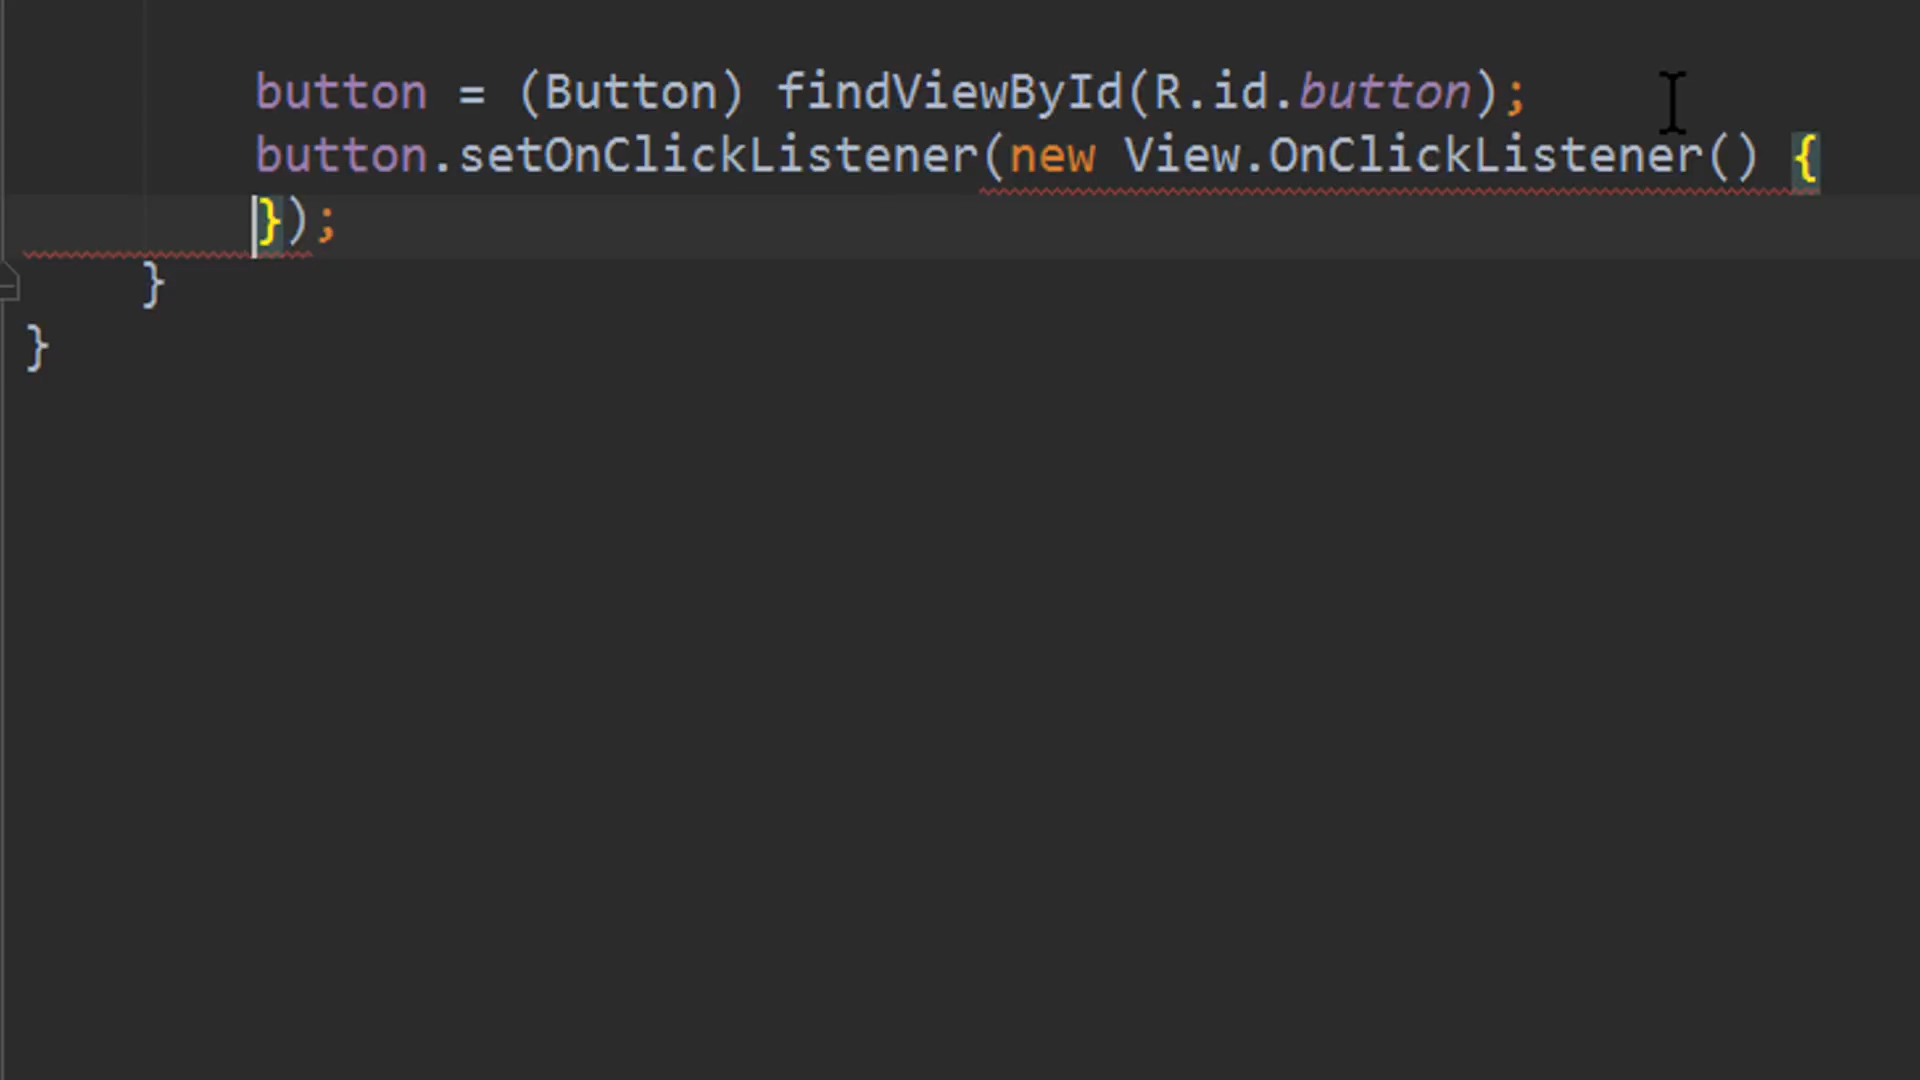 button = (Button) findViewById(R.id.button);
button.setOnClickListener(new View.OnClickListener() {
});
}
}